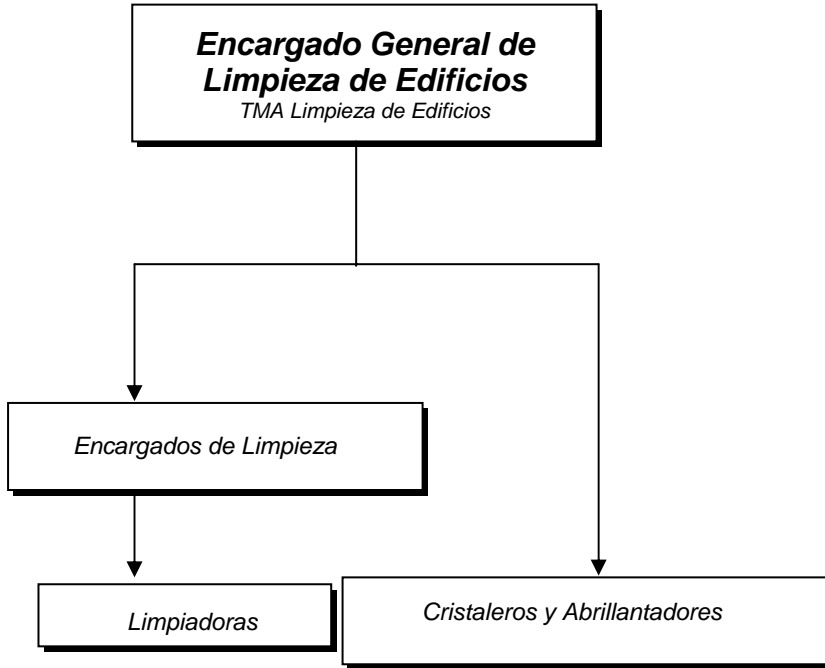 Encargado General de
Limpieza de Edificios
TMA Limpieza de Edificios
Encargados de Limpieza
Limpiadoras
Cristaleros y Abrillantadores